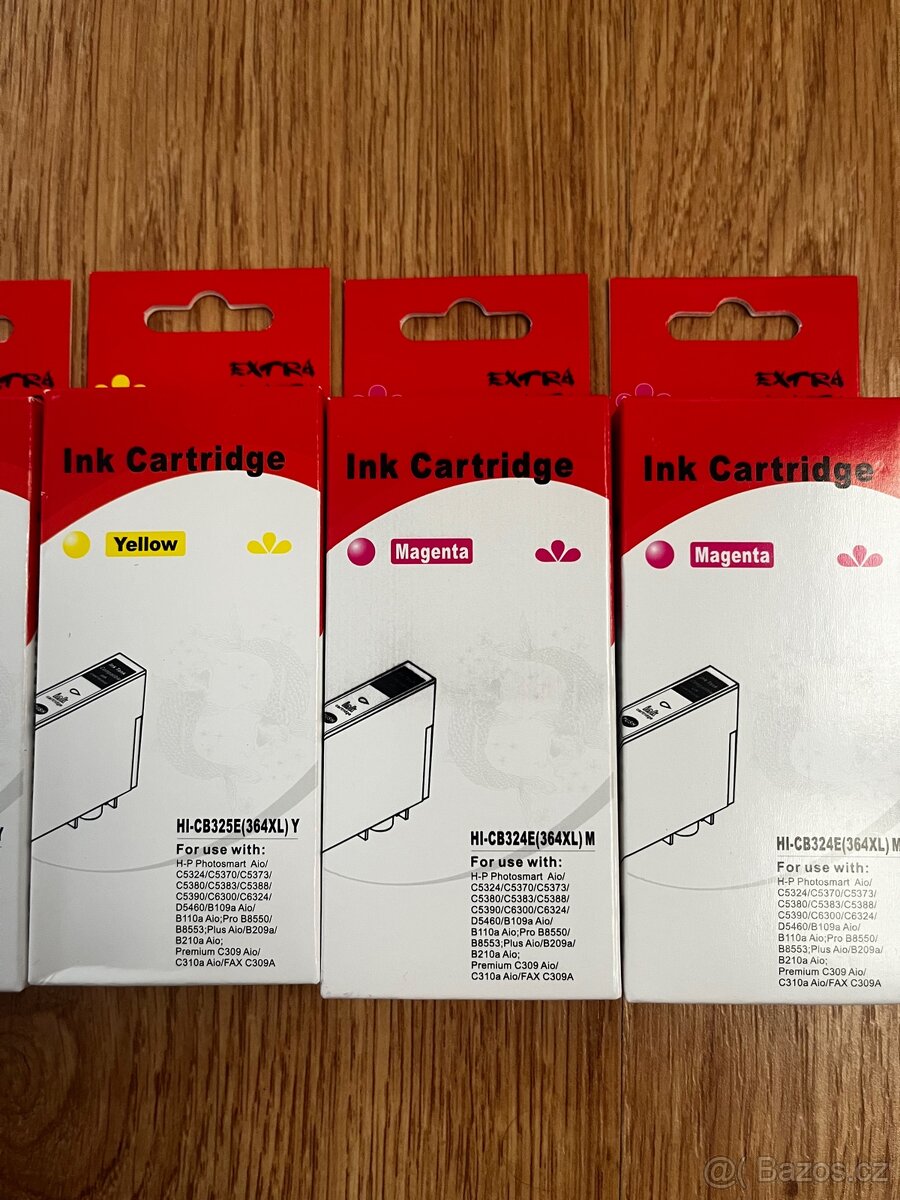 EXTRA
Ink Cartridge
Yellow
HI-CB325E(364XL) Y
For use with:
H-P Photosmart Aio/
C5324/C5370/C5373/
C5380/C5383/C5388
C5390/C6300/C6324/
D5460/B109a Aio/
B110a Aio;Pro B8550/
B8553;Plus Aio/B209a/
B210a Aio;
Premium C309 Aio/
C310a Aio/FAX C309A
EXTRA
Ink Cartridge
Magenta
HI-CB324E(364XL) M
For use with:
H-P Photosmart Aio/
C5324/C5370/C5373/
C5380/C5383/C5388
C5390/C6300/C6324/
D5460/B109a Aio/
B110a Aio;Pro B8550/
B8553;Plus Aio/B209a/
B210a Aio;
Premium C309 Aio/
C310a Aio/FAX C309A
EXTRA
Ink Cartridge
Magenta
HI-CB324E(364XL) M
For use with:
H-P Photosmart Aio/
C5324/C5370/C5373/
C5380/C5383/C5388
C5390/C6300/C6324/
D5460/B109a Aio/
B110a Aio;Pro B8550/
B8553;Plus Aio/B209a/
B210a Aio;
Premium C309 Aio/
C310a Aio/FAX C309A
@( Bazos.cz